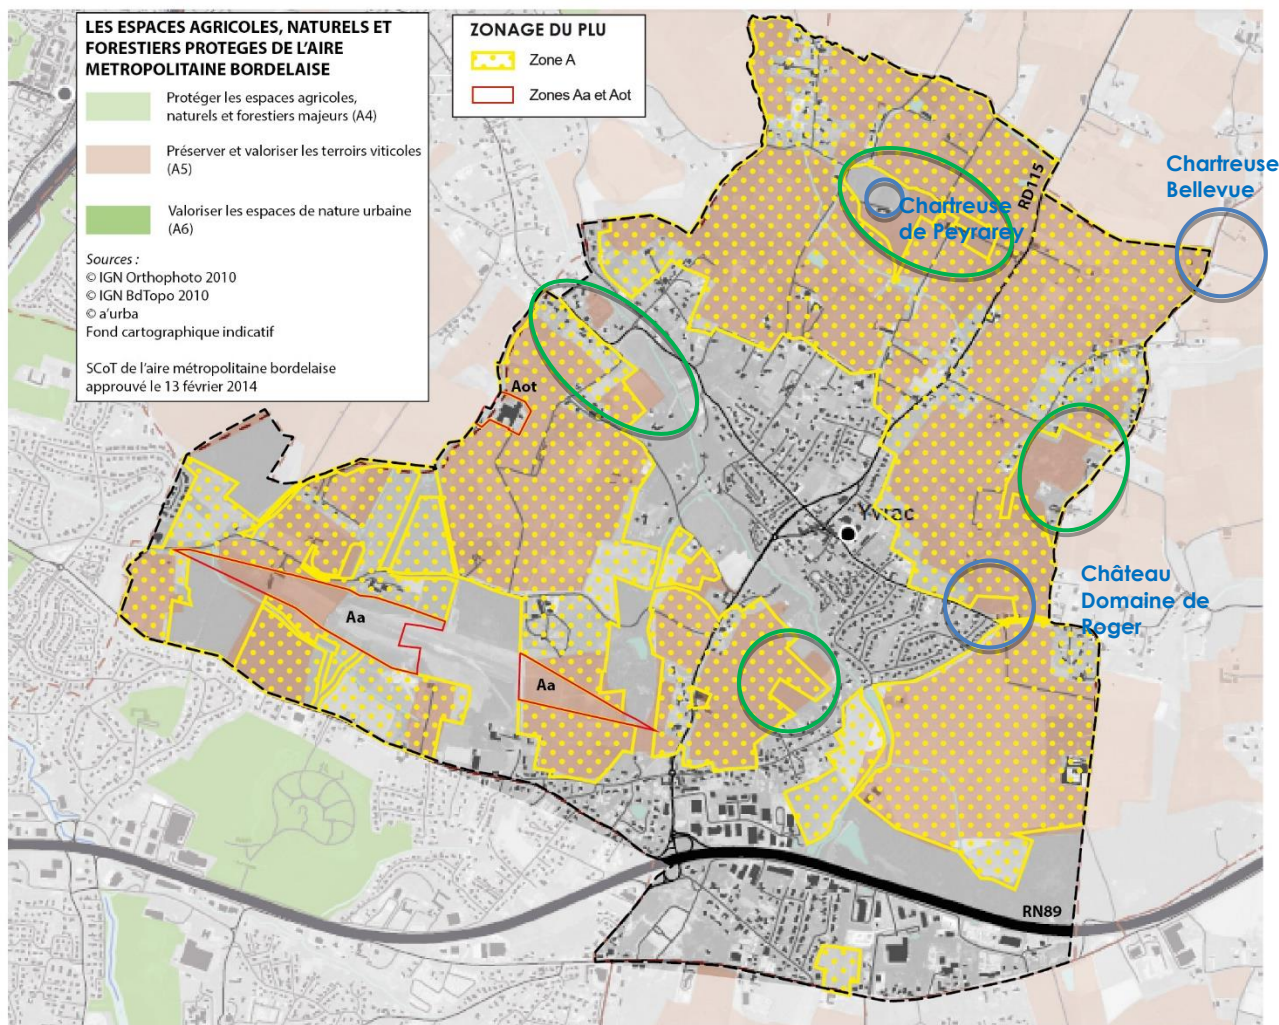 LES ESPACES AGRICOLES, NATURELS ET
FORESTIERS PROTEGES DE L'AIRE
METROPOLITAINE BORDELAISE
Protéger les espaces agricoles,
naturels et forestiers majeurs (A4)
Préserver et valoriser les terroirs viticoles
(A5)
Valoriser les espaces de nature urbaine
(A6)
Sources :
© IGN Orthophoto 2010
© IGN BdTopo 2010
© a'urba
Fond cartographique indicatif
SCoT de l'aire métropolitaine bordelaise
approuvé le 13 février 2014
ZONAGE DU PLU
Zone A
Zones Aa et Aot
RD115
Chartreuse
Bellevue
Chartreuse
de Peyrarey
Aot
Yvrac
Château
Domaine de
Roger
Aa
Aa
RN89